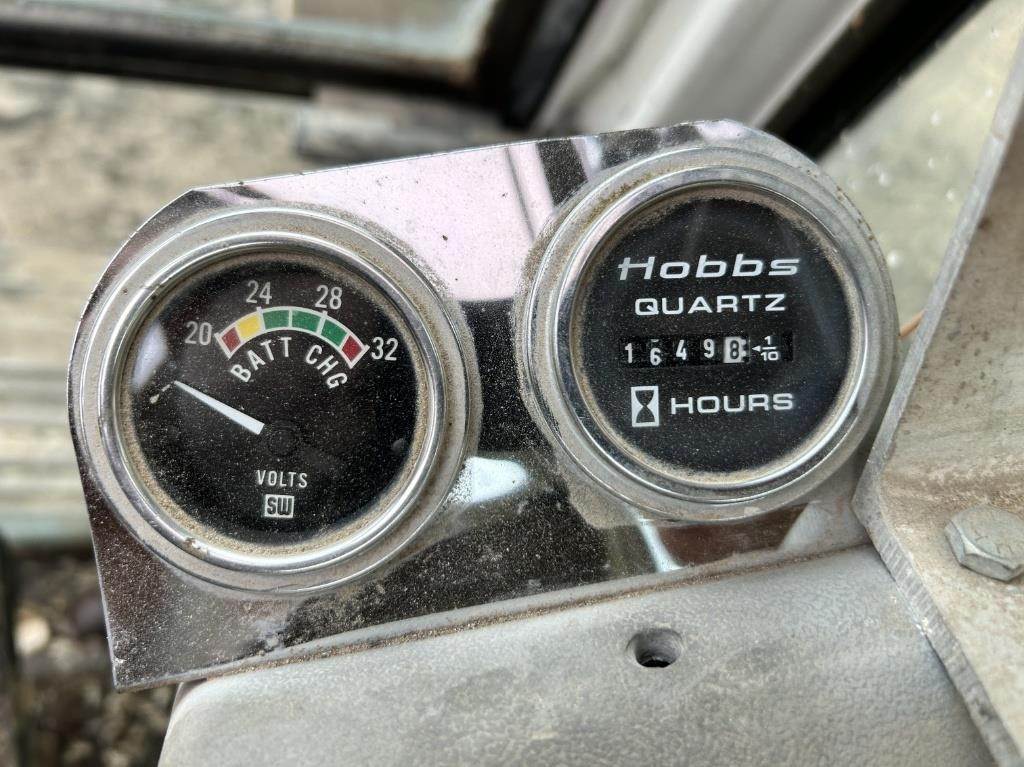 20 24 28 32
BATT CHG
VOLTS
SW
Hobbs
QUARTZ
1 6 4 9 8 1/10
HOURS